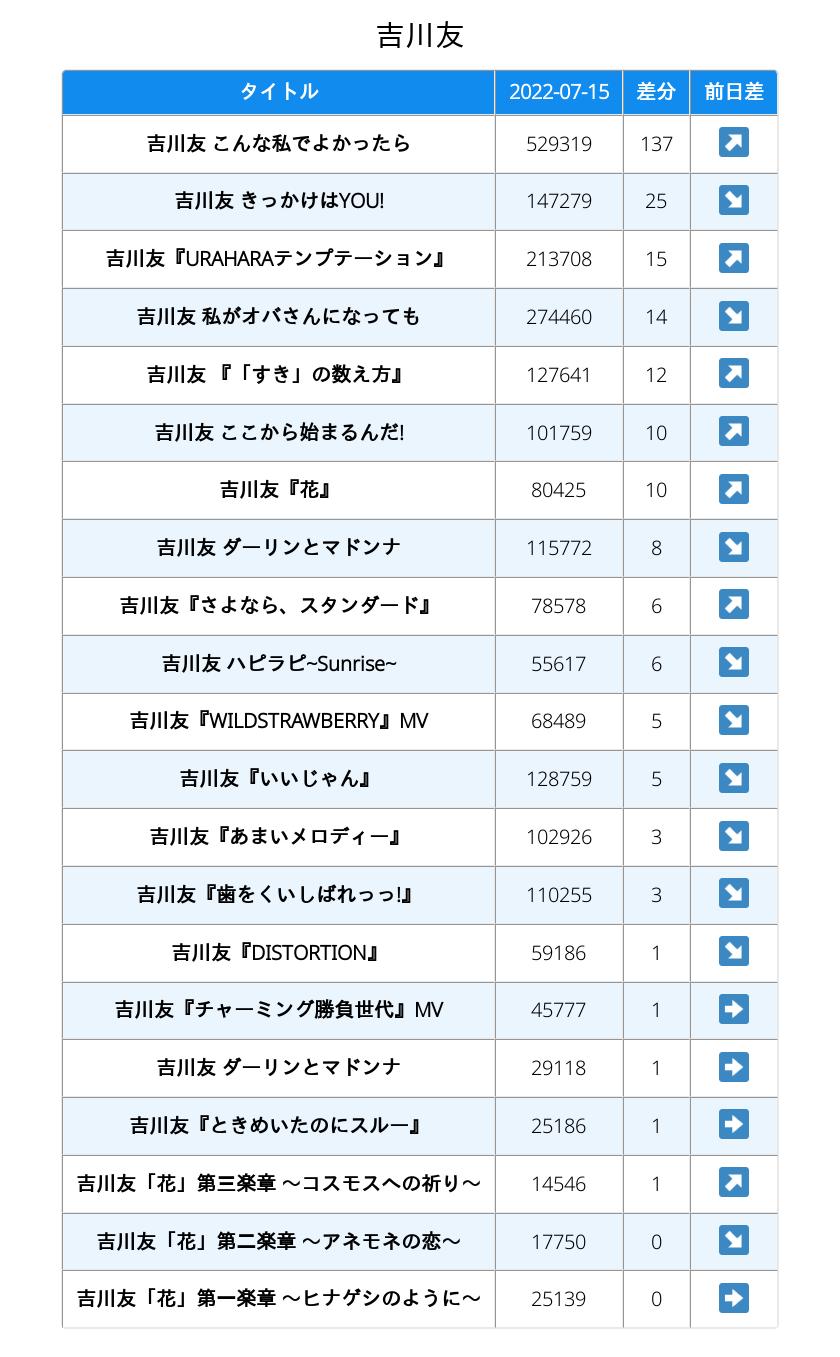 吉川友
タイトル 2022-07-15 差分 前日差
吉川友 こんな私でよかったら 529319 137
吉川友 きっかけはYOU! 147279 25
吉川友『URAHARAテンプテーション』 213708 15
吉川友 私がオバさんになっても 274460 14
吉川友 『「すき」の数え方』 127641 12
吉川友 ここから始まるんだ! 101759 10
吉川友『花』 80425 10
吉川友 ダーリンとマドンナ 115772 8
吉川友『さよなら、スタンダード』 78578 6
吉川友 ハピラピ~Sunrise~ 55617 6
吉川友『WILDSTRAWBERRY』MV 68489 5
吉川友『いいじゃん』 128759 5
吉川友『あまいメロディー』 102926 3
吉川友『歯をくいしばれっっ!』 110255 3
吉川友『DISTORTION』 59186 1
吉川友『チャーミング勝負世代』MV 45777 1
吉川友 ダーリンとマドンナ 29118 1
吉川友『ときめいたのにスルー』 25186 1
吉川友「花」第三楽章 〜コスモスへの祈り〜 14546 1
吉川友「花」第二楽章 〜アネモネの恋〜 17750 0
吉川友「花」第一楽章 〜ヒナゲシのように〜 25139 0